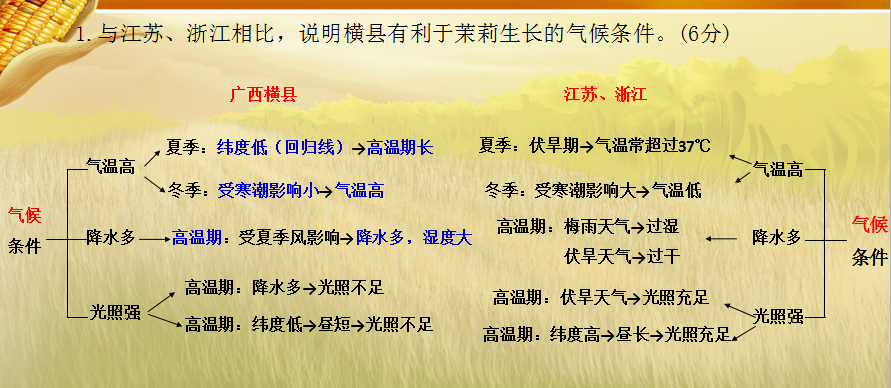 1.与江苏、浙江相比，说明横县有利于茉莉生长的气候条件。(6分)
广西横县
气候
条件
气温高
夏季：纬度低（回归线）→高温期长
冬季：受寒潮影响小→气温高
降水多
高温期：受夏季风影响→降水多，湿度大
光照强
高温期：降水多→光照不足
高温期：纬度低→昼短→光照不足
江苏、浙江
夏季：伏旱期→气温常超过37℃
气温高
冬季：受寒潮影响大→气温低
高温期：梅雨天气→过湿
伏旱天气→过干
降水多
高温期：伏旱天气→光照充足
光照强
高温期：纬度高→昼长→光照充足
气候
条件